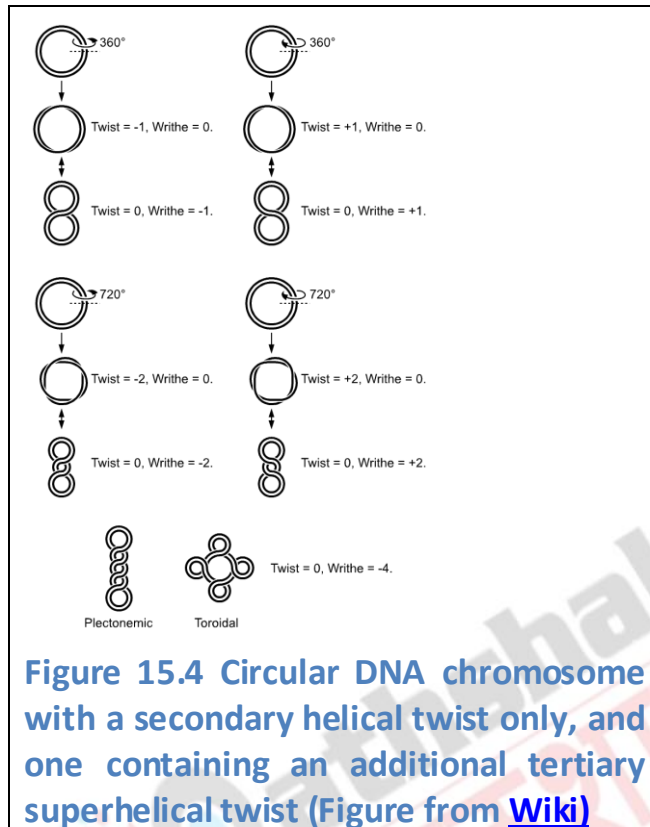 360° 360°
Twist = -1, Writhe = 0. Twist = +1, Writhe = 0.
Twist = 0, Writhe = -1. Twist = 0, Writhe = +1.
720° 720°
Twist = -2, Writhe = 0. Twist = +2, Writhe = 0.
Twist = 0, Writhe = -2. Twist = 0, Writhe = +2.
Twist = 0, Writhe = -4.
Plectonemic Toroidal
Figure 15.4 Circular DNA chromosome
with a secondary helical twist only, and
one containing an additional tertiary
superhelical twist (Figure from Wiki)